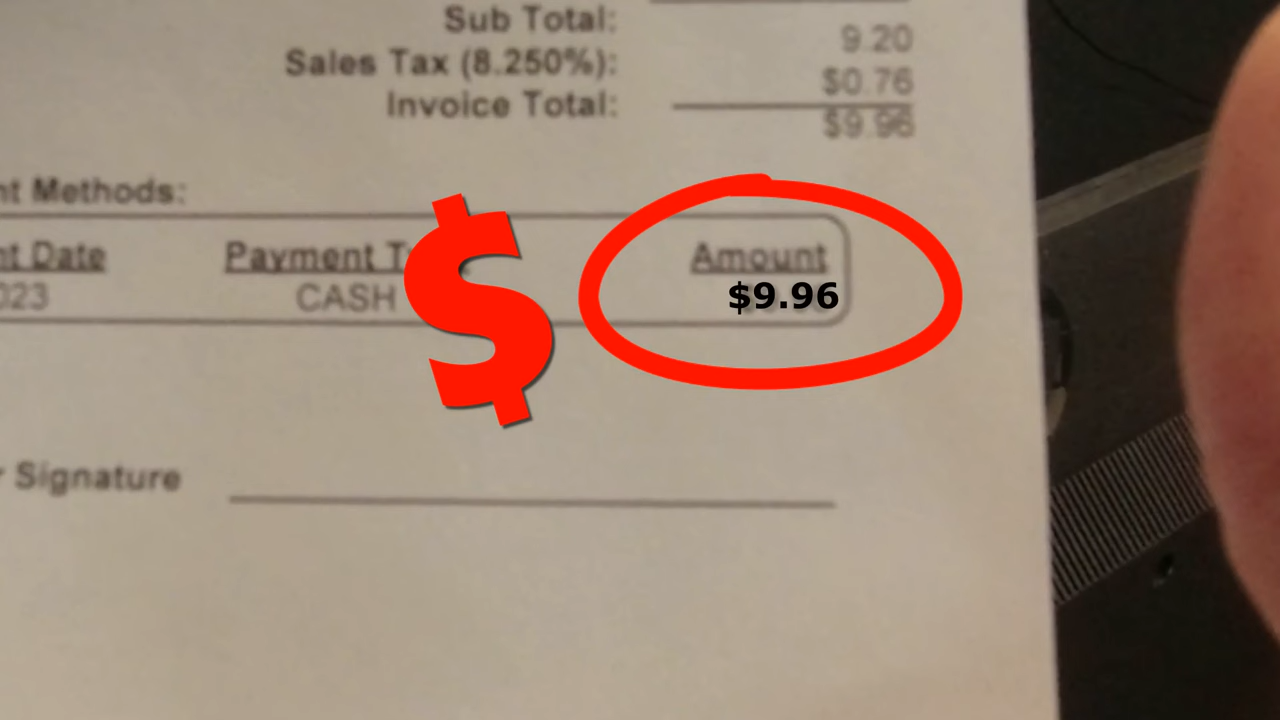 Sub Total: 9.20
Sales Tax (8.250%): $0.76
Invoice Total: $9.96
nt Methods:
nt Date Payment T Amount
023 CASH $9.96
$
r Signature